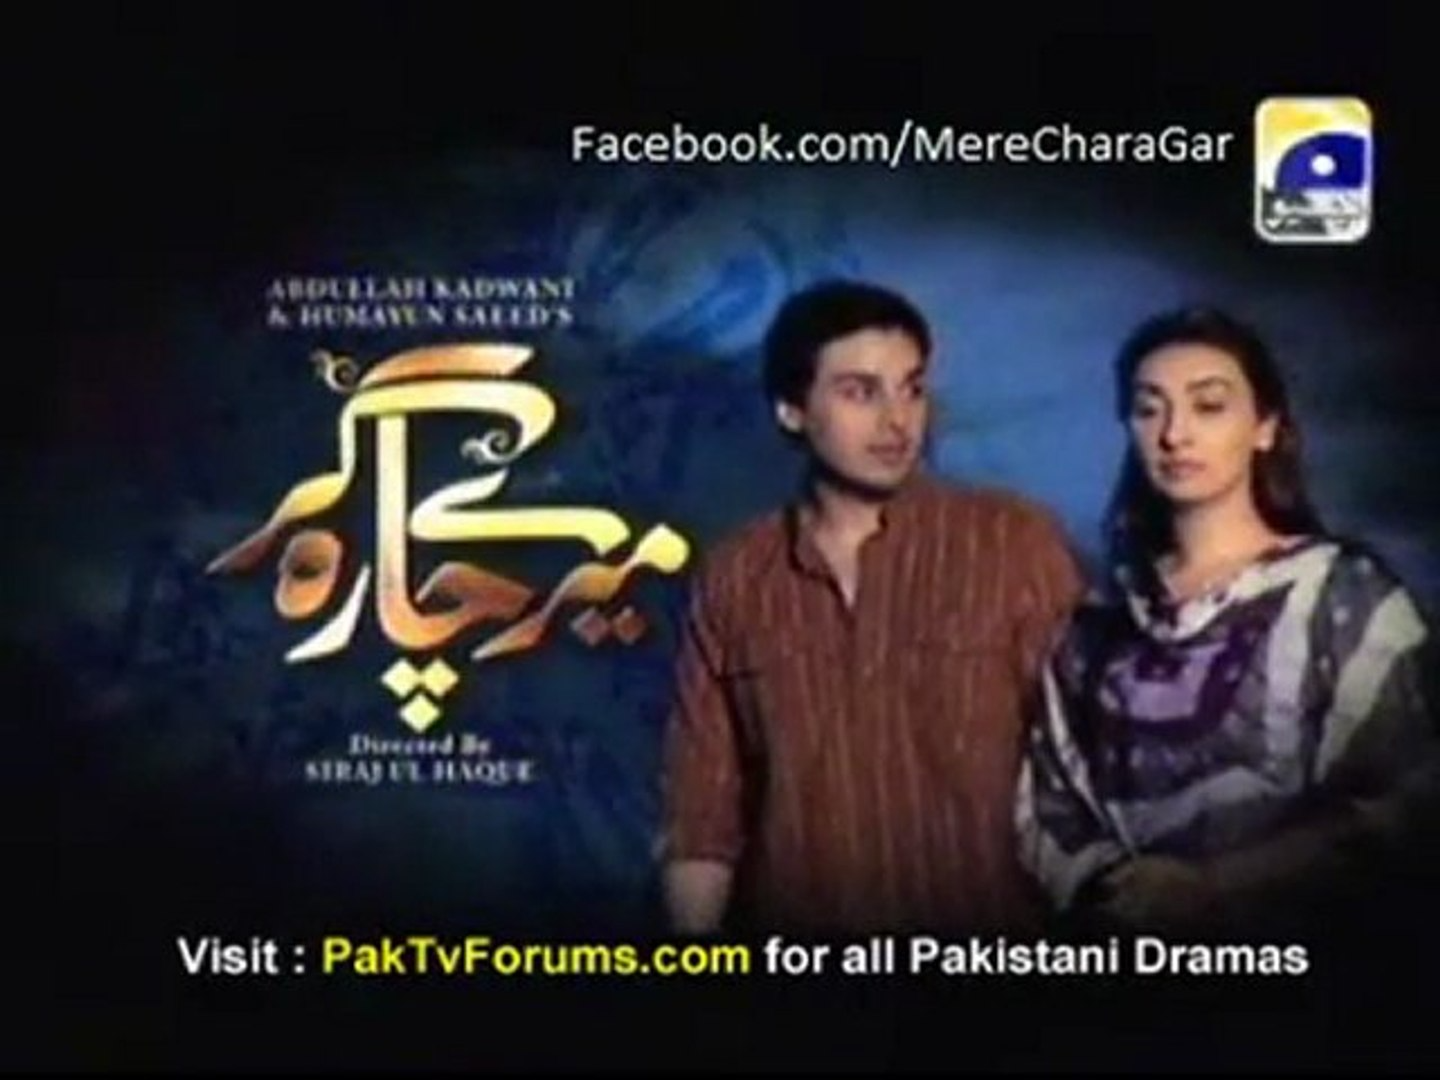 Facebook.com/MereCharaGar
ABDULLAH KADWANI
& HUMAYUN SAEED'S
میرے چارہ گر
Directed By
SIRAJ UL HAQUE
Visit : PakTvForums.com for all Pakistani Dramas